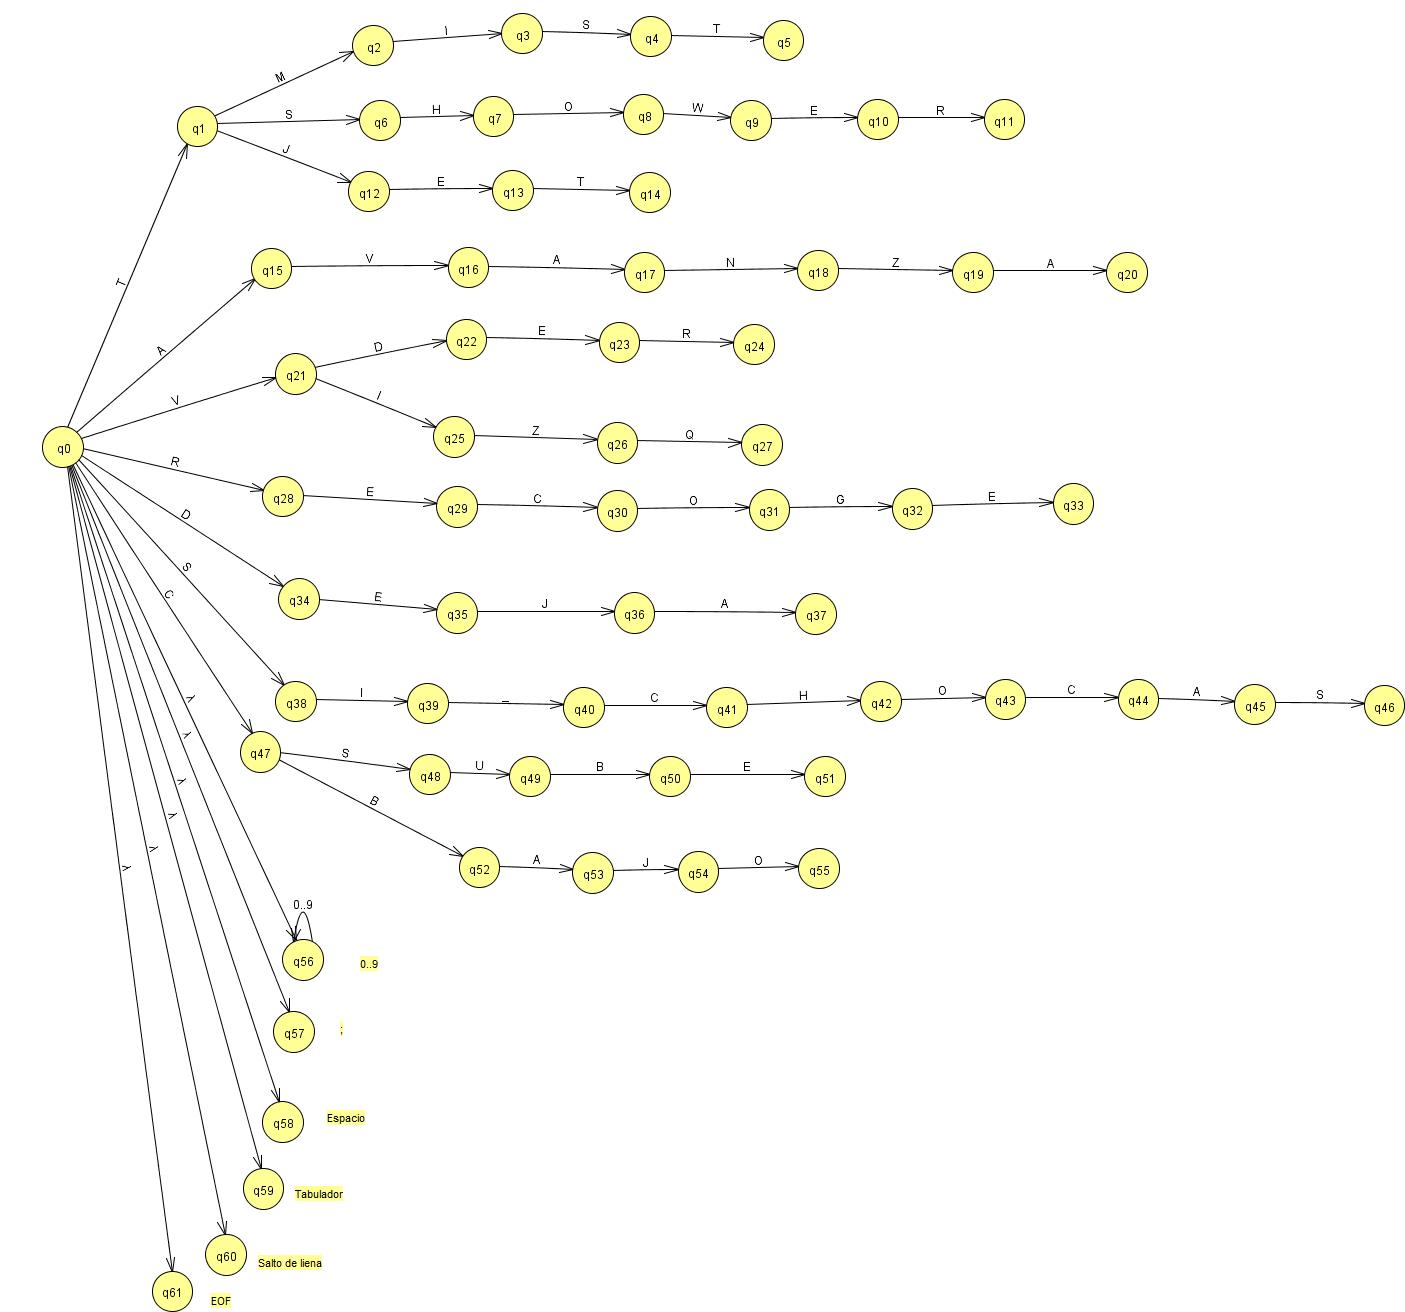 q0
T
q1
M
q2
I
q3
S
q4
T
q5
S
q6
H
q7
O
q8
W
q9
E
q10
R
q11
J
q12
E
q13
T
q14
A
q15
V
q16
A
q17
N
q18
Z
q19
A
q20
V
q21
D
q22
E
q23
R
q24
I
q25
Z
q26
Q
q27
R
q28
E
q29
C
q30
O
q31
G
q32
E
q33
D
q34
E
q35
J
q36
A
q37
S
q38
I
q39
_
q40
C
q41
H
q42
O
q43
C
q44
A
q45
S
q46
C
q47
S
q48
U
q49
B
q50
E
q51
B
q52
A
q53
J
q54
O
q55
λ
q56
0..9
0..9
λ
q57
;
λ
q58
Espacio
λ
q59
Tabulador
λ
q60
Salto de liena
λ
q61
EOF